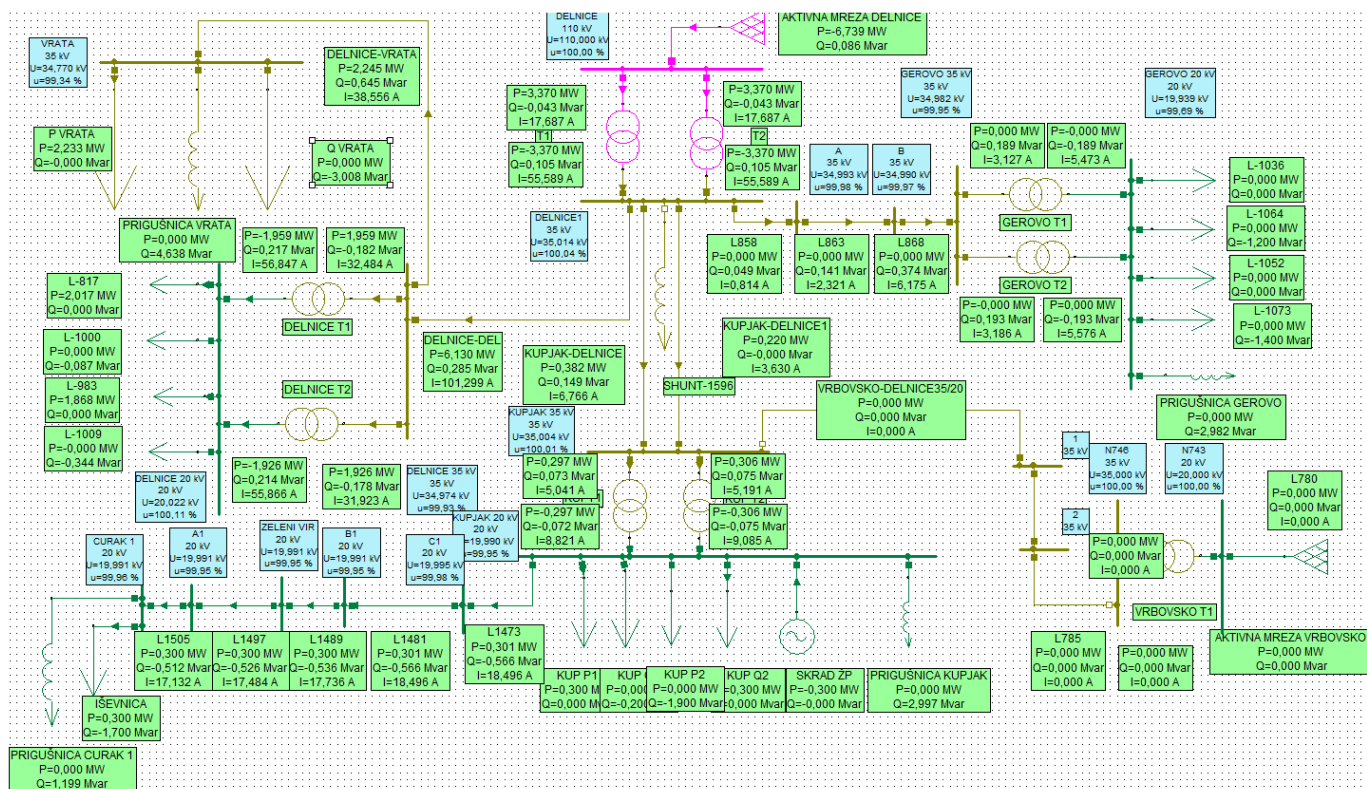 VRATA
35 kV
U=34,770 kV
u=99,34 %
DELNICE-VRATA
P=2,245 MW
Q=0,645 Mvar
I=38,556 A
DELNICE
110 kV
U=110,000 kV
u=100,00 %
AKTIVNA MREZA DELNICE
P=-6,739 MW
Q=0,086 Mvar
P=3,370 MW
Q=-0,043 Mvar
I=17,687 A
T1
P=-3,370 MW
Q=0,105 Mvar
I=55,589 A
P=3,370 MW
Q=-0,043 Mvar
I=17,687 A
T2
P=-3,370 MW
Q=0,105 Mvar
I=55,589 A
GEROVO 35 kV
35 kV
U=34,982 kV
u=99,95 %
GEROVO 20 kV
20 kV
U=19,939 kV
u=99,69 %
P VRATA
P=2,233 MW
Q=-0,000 Mvar
Q VRATA
P=0,000 MW
Q=-3,008 Mvar
A
35 kV
U=34,993 kV
u=99,98 %
B
35 kV
U=34,990 kV
u=99,97 %
P=0,000 MW
Q=0,189 Mvar
I=3,127 A
P=-0,000 MW
Q=-0,189 Mvar
I=5,473 A
GEROVO T1
GEROVO T2
P=-0,000 MW
Q=0,193 Mvar
I=3,186 A
P=0,000 MW
Q=-0,193 Mvar
I=5,576 A
L-1036
P=0,000 MW
Q=0,000 Mvar
L-1064
P=0,000 MW
Q=-1,200 Mvar
L-1052
P=0,000 MW
Q=0,000 Mvar
L-1073
P=0,000 MW
Q=-1,400 Mvar
PRIGUŠNICA GEROVO
P=0,000 MW
Q=2,982 Mvar
DELNICE1
35 kV
U=35,014 kV
u=100,04 %
L858
P=0,000 MW
Q=0,049 Mvar
I=0,814 A
L863
P=0,000 MW
Q=0,141 Mvar
I=2,321 A
L868
P=0,000 MW
Q=0,374 Mvar
I=6,175 A
PRIGUŠNICA VRATA
P=0,000 MW
Q=4,638 Mvar
P=-1,959 MW
Q=0,217 Mvar
I=56,847 A
P=1,959 MW
Q=-0,182 Mvar
I=32,484 A
L-817
P=2,017 MW
Q=0,000 Mvar
L-1000
P=0,000 MW
Q=-0,087 Mvar
L-983
P=1,868 MW
Q=0,000 Mvar
L-1009
P=-0,000 MW
Q=-0,344 Mvar
DELNICE T1
DELNICE T2
DELNICE-DEL
P=6,130 MW
Q=0,285 Mvar
I=101,299 A
KUPJAK-DELNICE
P=0,382 MW
Q=0,149 Mvar
I=6,766 A
KUPJAK-DELNICE1
P=0,220 MW
Q=-0,000 Mvar
I=3,630 A
SHUNT-1596
VRBOVSKO-DELNICE35/20
P=0,000 MW
Q=0,000 Mvar
I=0,000 A
P=-1,926 MW
Q=0,214 Mvar
I=55,866 A
P=1,926 MW
Q=-0,178 Mvar
I=31,923 A
DELNICE 35 kV
35 kV
U=34,974 kV
u=99,93 %
KUPJAK 35 kV
35 kV
U=35,004 kV
u=100,01 %
P=0,297 MW
Q=0,073 Mvar
I=5,041 A
P=0,306 MW
Q=0,075 Mvar
I=5,191 A
P=-0,297 MW
Q=-0,072 Mvar
I=8,821 A
P=-0,306 MW
Q=-0,075 Mvar
I=9,085 A
KUPJAK 20 kV
20 kV
U=19,990 kV
u=99,95 %
DELNICE 20 kV
20 kV
U=20,022 kV
u=100,11 %
CURAK 1
20 kV
U=19,991 kV
u=99,96 %
A1
20 kV
U=19,991 kV
u=99,95 %
ZELENI VIR
20 kV
U=19,991 kV
u=99,95 %
B1
20 kV
U=19,991 kV
u=99,95 %
C1
20 kV
U=19,995 kV
u=99,98 %
1
35 kV
2
35 kV
N746
35 kV
U=35,000 kV
u=100,00 %
N743
20 kV
U=20,000 kV
u=100,00 %
L780
P=0,000 MW
Q=0,000 Mvar
I=0,000 A
P=0,000 MW
Q=0,000 Mvar
I=0,000 A
VRBOVSKO T1
AKTIVNA MREZA VRBOVSKO
P=0,000 MW
Q=0,000 Mvar
L785
P=0,000 MW
Q=0,000 Mvar
I=0,000 A
P=0,000 MW
Q=0,000 Mvar
I=0,000 A
L1505
P=0,300 MW
Q=-0,512 Mvar
I=17,132 A
L1497
P=0,300 MW
Q=-0,526 Mvar
I=17,484 A
L1489
P=0,300 MW
Q=-0,536 Mvar
I=17,736 A
L1481
P=0,301 MW
Q=-0,566 Mvar
I=18,496 A
L1473
P=0,301 MW
Q=-0,566 Mvar
I=18,496 A
KUP P1
P=0,300 M
Q=0,000 M
KUP
P=0,000
Q=-0,20
KUP P2
P=0,000 MW
Q=-1,900 Mvar
KUP Q2
P=0,300 MW
Q=0,000 Mvar
SKRAD ŽP
P=-0,300 MW
Q=-0,000 Mvar
PRIGUŠNICA KUPJAK
P=0,000 MW
Q=2,997 Mvar
IŠEVNICA
P=0,300 MW
Q=-1,700 Mvar
PRIGUŠNICA CURAK 1
P=0,000 MW
Q=1,199 Mvar